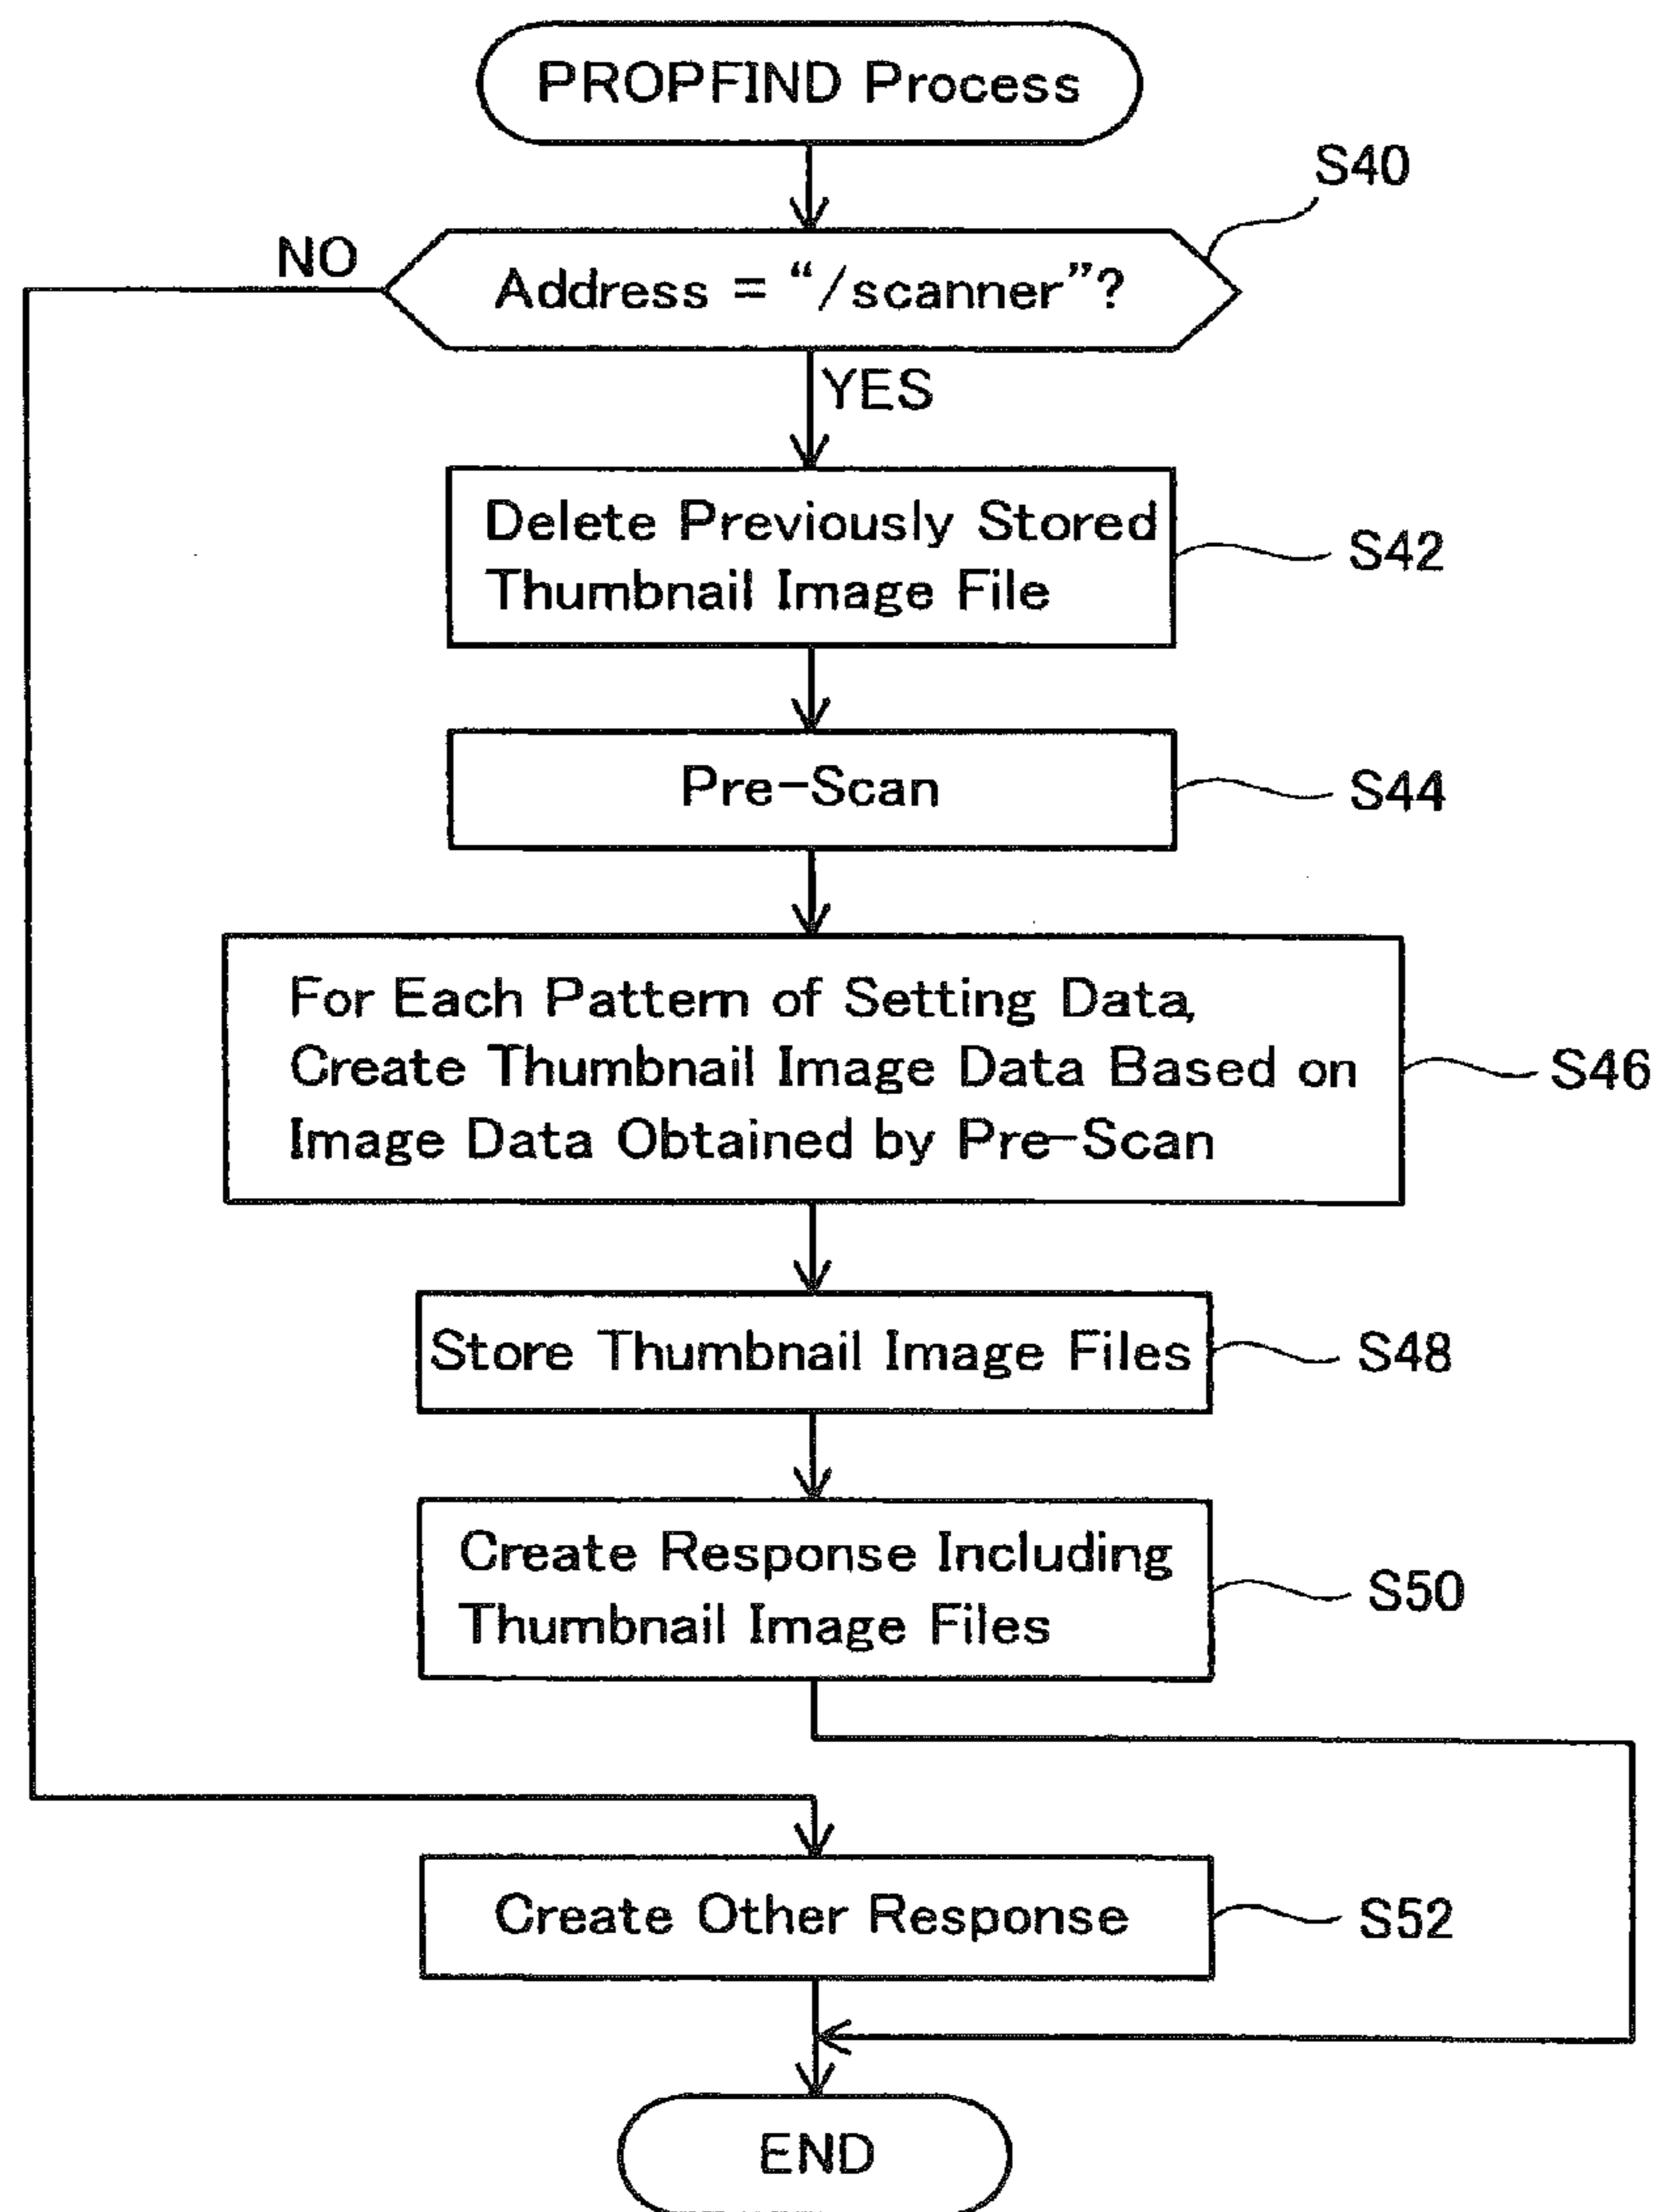 PROPFIND Process
S40
NO
Address = “/scanner”?
YES
Delete Previously Stored
Thumbnail Image File
S42
Pre-Scan
S44
For Each Pattern of Setting Data,
Create Thumbnail Image Data Based on
Image Data Obtained by Pre-Scan
S46
Store Thumbnail Image Files
S48
Create Response Including
Thumbnail Image Files
S50
Create Other Response
S52
END